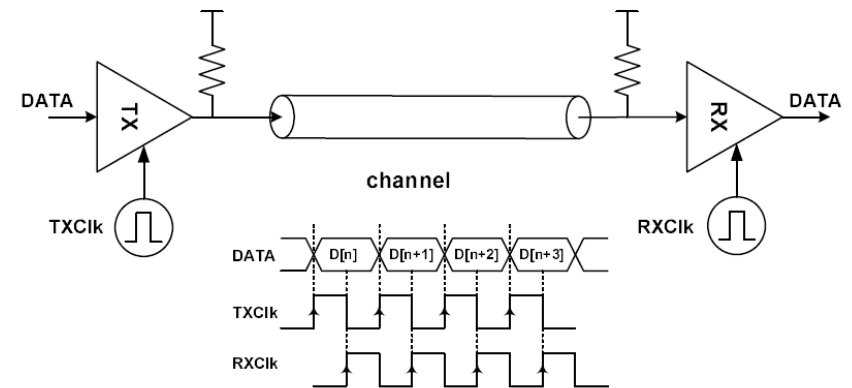 DATA
TX
RX
DATA
channel
TXClk
RXClk
DATA D[n] D[n+1] D[n+2] D[n+3]
TXClk
RXClk